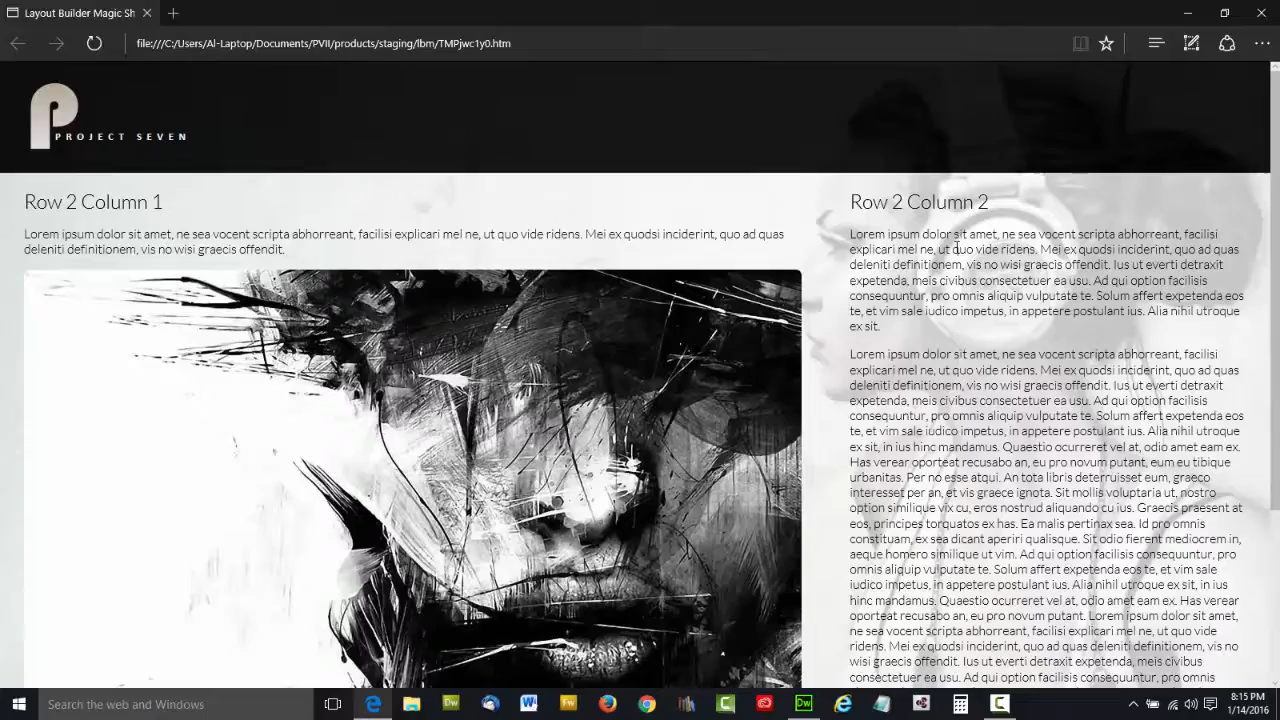 Layout Builder Magic Sh
file:///C:/Users/Al-Laptop/Documents/PVII/products/staging/lbm/TMPjwc1y0.htm
PROJECT SEVEN
Row 2 Column 1
Lorem ipsum dolor sit amet, ne sea vocent scripta abhorreant, facilisi explicari mel ne, ut quo vide ridens. Mei ex quodsi inciderint, quo ad quas
deleniti definitionem, vis no wisi graecis offendit.
Row 2 Column 2
Lorem ipsum dolor sit amet, ne sea vocent scripta abhorreant, facilisi
explicari mel ne, ut quo vide ridens. Mei ex quodsi inciderint, quo ad quas
deleniti definitionem, vis no wisi graecis offendit. Ius ut everti detraxit
expetenda, meis civibus consectetuer ea usu. Ad qui option facilisis
consequuntur, pro omnis aliquip vulputate te. Solum affert expetenda eos
te, et vim sale iudico impetus, in appetere postulant ius. Alia nihil utroque
ex sit.
Lorem ipsum dolor sit amet, ne sea vocent scripta abhorreant, facilisi
explicari mel ne, ut quo vide ridens. Mei ex quodsi inciderint, quo ad quas
deleniti definitionem, vis no wisi graecis offendit. Ius ut everti detraxit
expetenda, meis civibus consectetuer ea usu. Ad qui option facilisis
consequuntur, pro omnis aliquip vulputate te. Solum affert expetenda eos
te, et vim sale iudico impetus, in appetere postulant ius. Alia nihil utroque
ex sit, in ius hinc mandamus. Quaestio ocurreret vel at, odio amet eam ex.
Has verear oporteat recusabo an, eu pro novum putant, eum eu tibique
urbanitas. Per no esse atqui. An tota libris deterruisset eum, graeco
interesset per an, et vis graece ignota. Sit mollis voluptaria ut, nostro
option similique vix cu, eros nostrud aliquando cu ius. Graecis praesent at
eos, principes torquatos ex has. Ea malis pertinax sea. Id pro omnis
constituam, ex sea dicant aperiri qualisque. Sit odio fierent mediocrem in,
aeque homero similique ut vim. Ad qui option facilisis consequuntur, pro
omnis aliquip vulputate te. Solum affert expetenda eos te, et vim sale
iudico impetus, in appetere postulant ius. Alia nihil utroque ex sit, in ius
hinc mandamus. Quaestio ocurreret vel at, odio amet eam ex. Has verear
oporteat recusabo an, eu pro novum putant. Lorem ipsum dolor sit amet,
ne sea vocent scripta abhorreant, facilisi explicari mel ne, ut quo vide
ridens. Mei ex quodsi inciderint, quo ad quas deleniti definitionem, vis no
wisi graecis offendit. Ius ut everti detraxit expetenda, meis civibus
consectetuer ea usu. Ad qui option facilisis consequuntur, pro omnis
Search the web and Windows
8:15 PM
1/14/2016